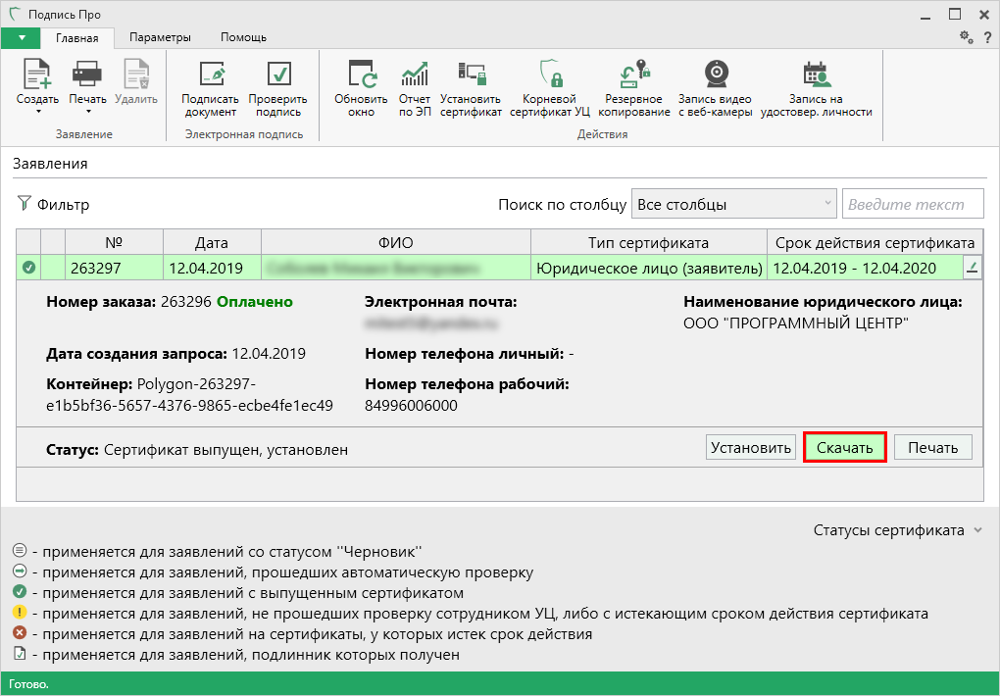 Подпись Про
Главная Параметры Помощь
?
Создать Печать Удалить
Заявление
Подписать документ Проверить подпись
Электронная подпись
Обновить окно Отчет по ЭП Установить сертификат Корневой сертификат УЦ Резервное копирование Запись видео с веб-камеры Запись на удостовер. личности
Действия
Заявления
Фильтр Поиск по столбцу Все столбцы Введите текст
№ Дата ФИО Тип сертификата Срок действия сертификата
263297 12.04.2019 Юридическое лицо (заявитель) 12.04.2019 - 12.04.2020
Номер заказа: 263296 Оплачено
Электронная почта:
Наименование юридического лица:
ООО "ПРОГРАММНЫЙ ЦЕНТР"
Дата создания запроса: 12.04.2019
Номер телефона личный: -
Контейнер: Polygon-263297-
e1b5bf36-5657-4376-9865-ecbe4fe1ec49
Номер телефона рабочий:
84996006000
Статус: Сертификат выпущен, установлен
Установить Скачать Печать
Статусы сертификата
- применяется для заявлений со статусом ''Черновик''
- применяется для заявлений, прошедших автоматическую проверку
- применяется для заявлений с выпущенным сертификатом
- применяется для заявлений, не прошедших проверку сотрудником УЦ, либо с истекающим сроком действия сертификата
- применяется для заявлений на сертификаты, у которых истек срок действия
- применяется для заявлений, подлинник которых получен
Готово.